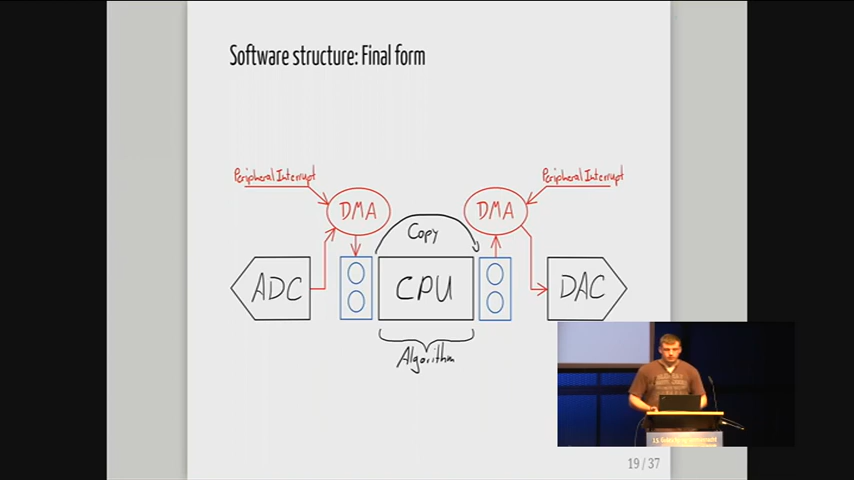 Software structure: Final form
Peripheral Interrupt
Peripheral Interrupt
DMA
DMA
Copy
ADC
CPU
DAC
Algorithm
19 / 37